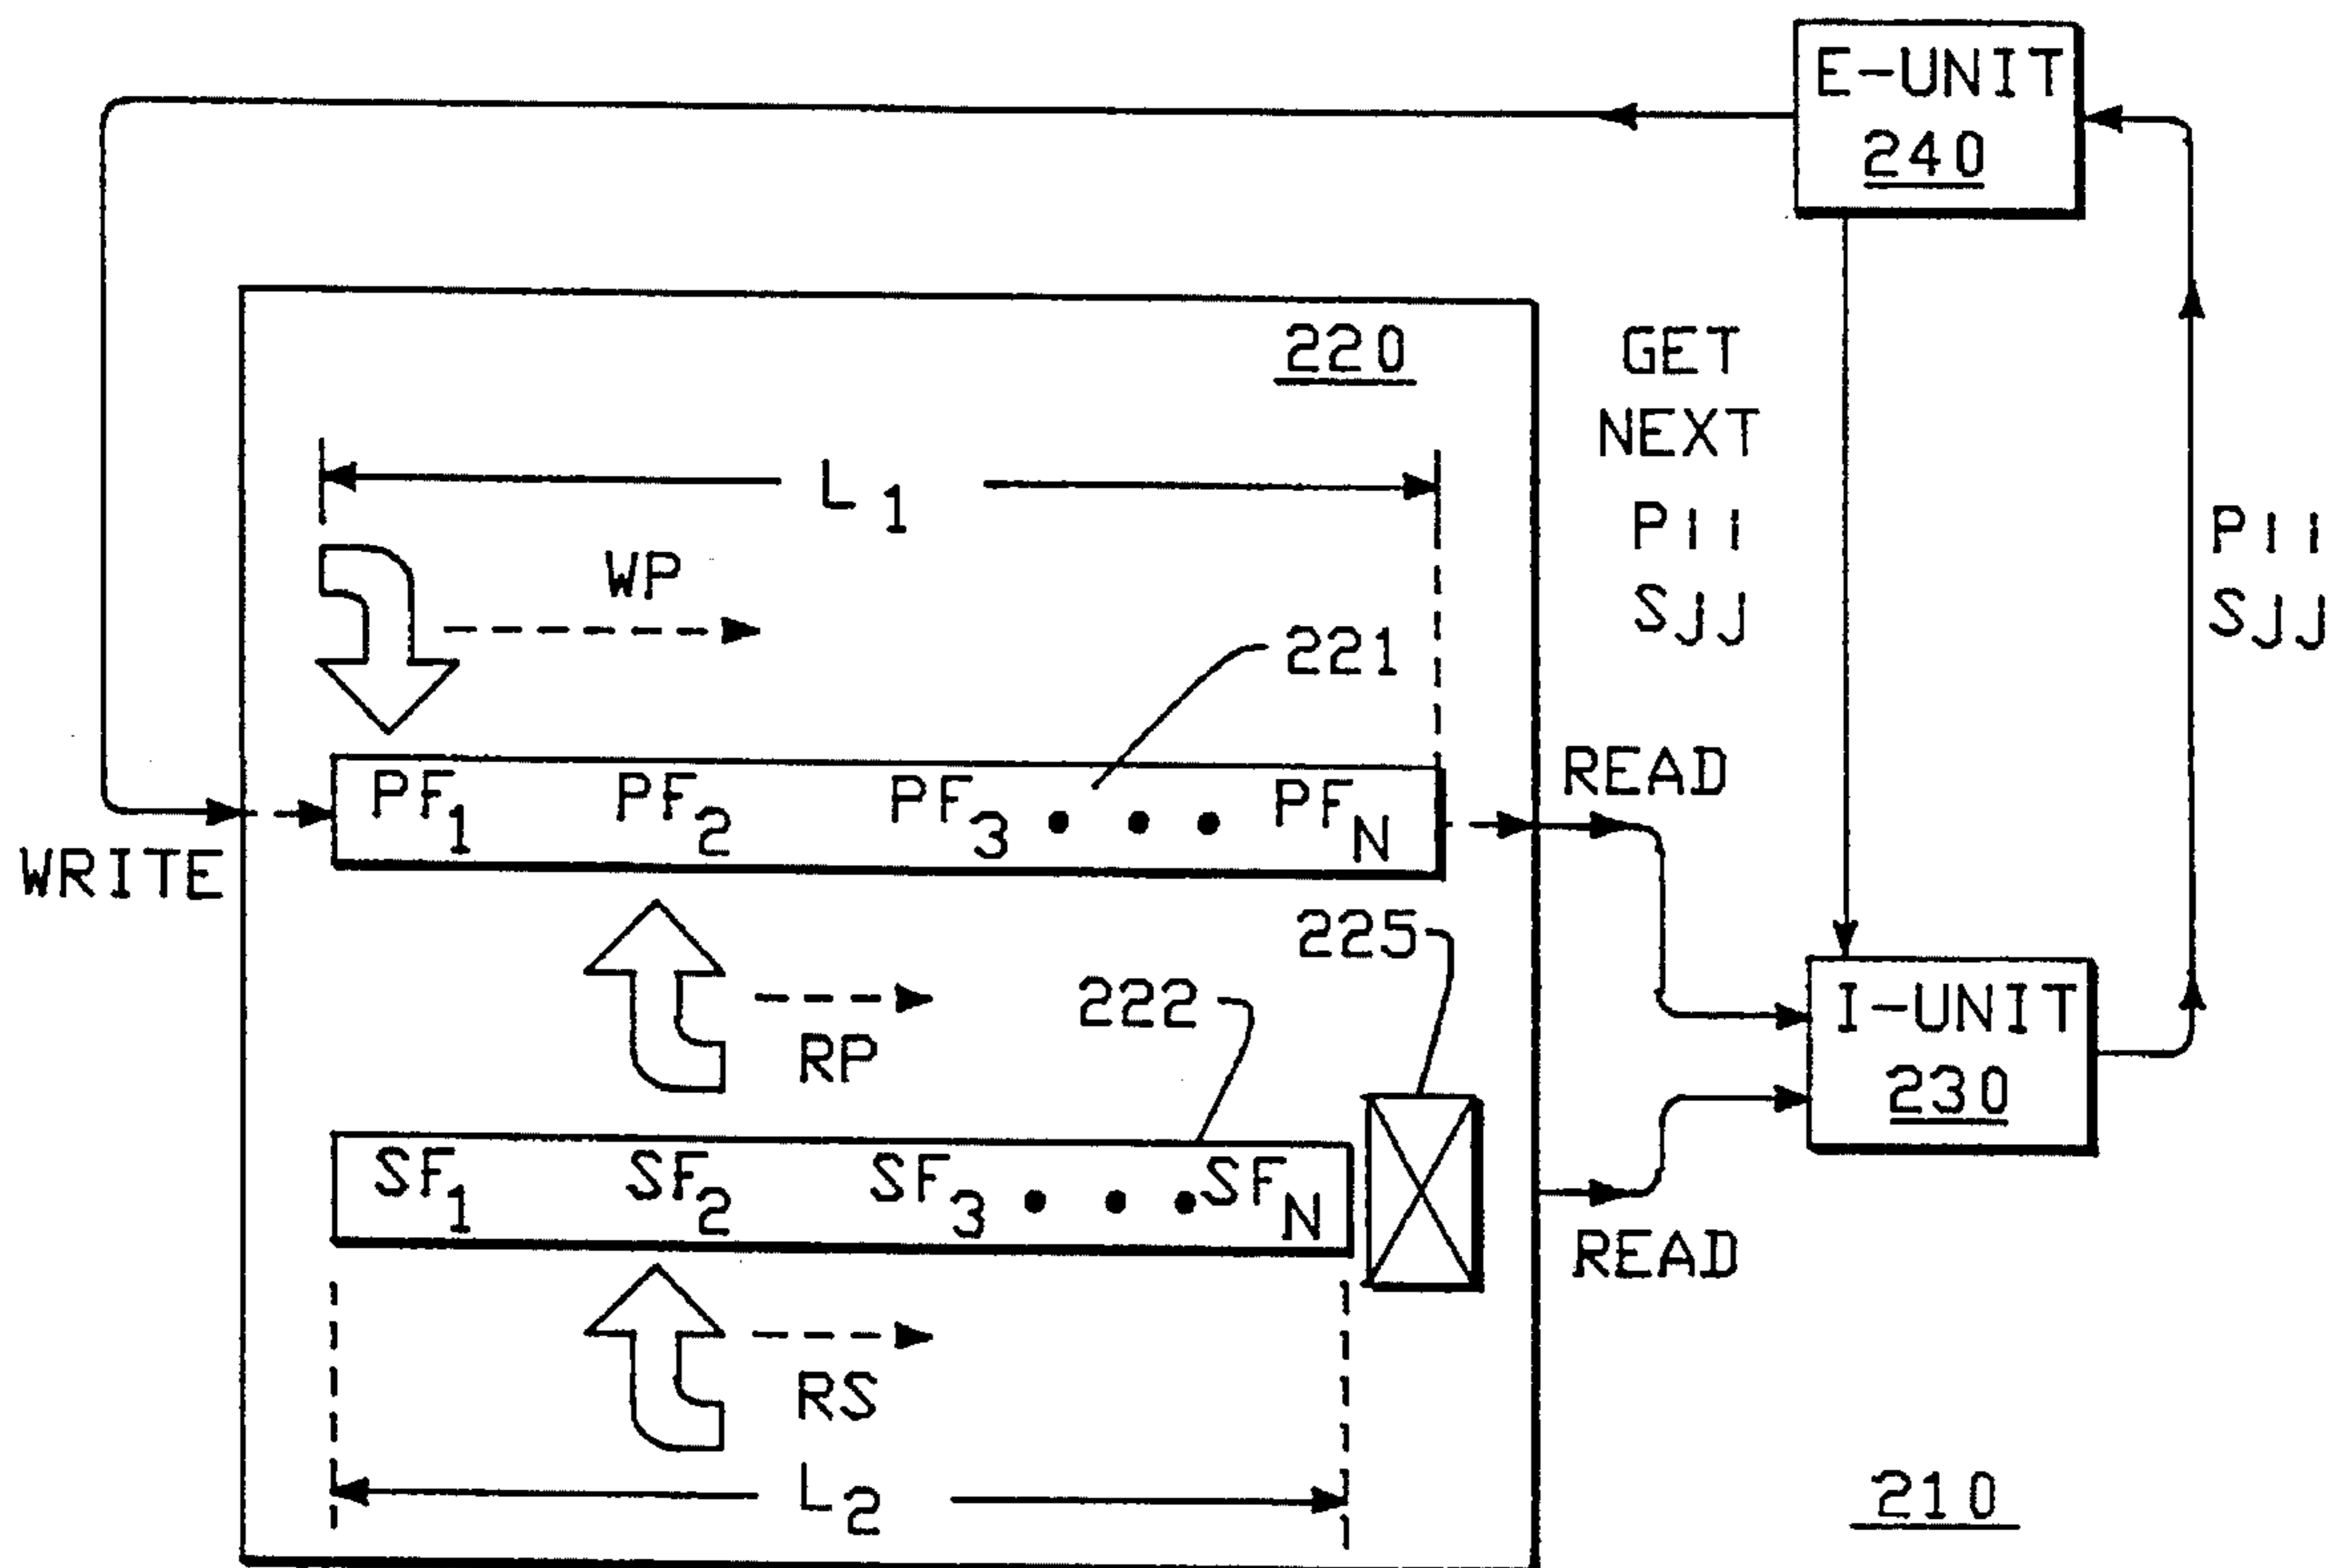 E-UNIT
240
220
GET
NEXT
PII
SJJ
PII
SJJ
L1
WP
221
PF1 PF2 PF3 • • • PFN
READ
WRITE
225
222
RP
I-UNIT
230
SF1 SF2 SF3 • • • SFN
READ
RS
L2
210